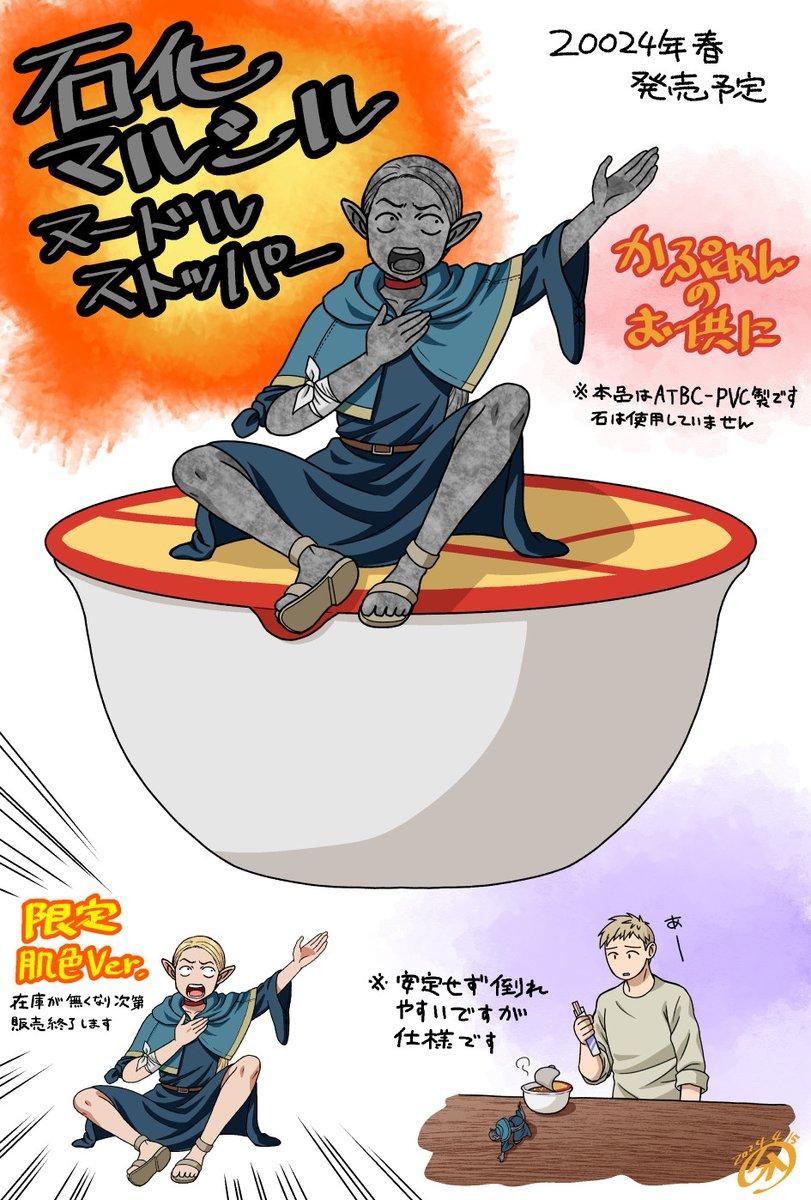 石化
マルシル
ヌードル
ストッパー
20024年 春
発売予定
かぷめんの
お供に
※本品はATBC-PVC製です
石は使用していません
限定
肌色Ver.
在庫が無くなり次第
販売終了します
※ 安定せず倒れ
やすいですが
仕様です
あー
2024.4.15